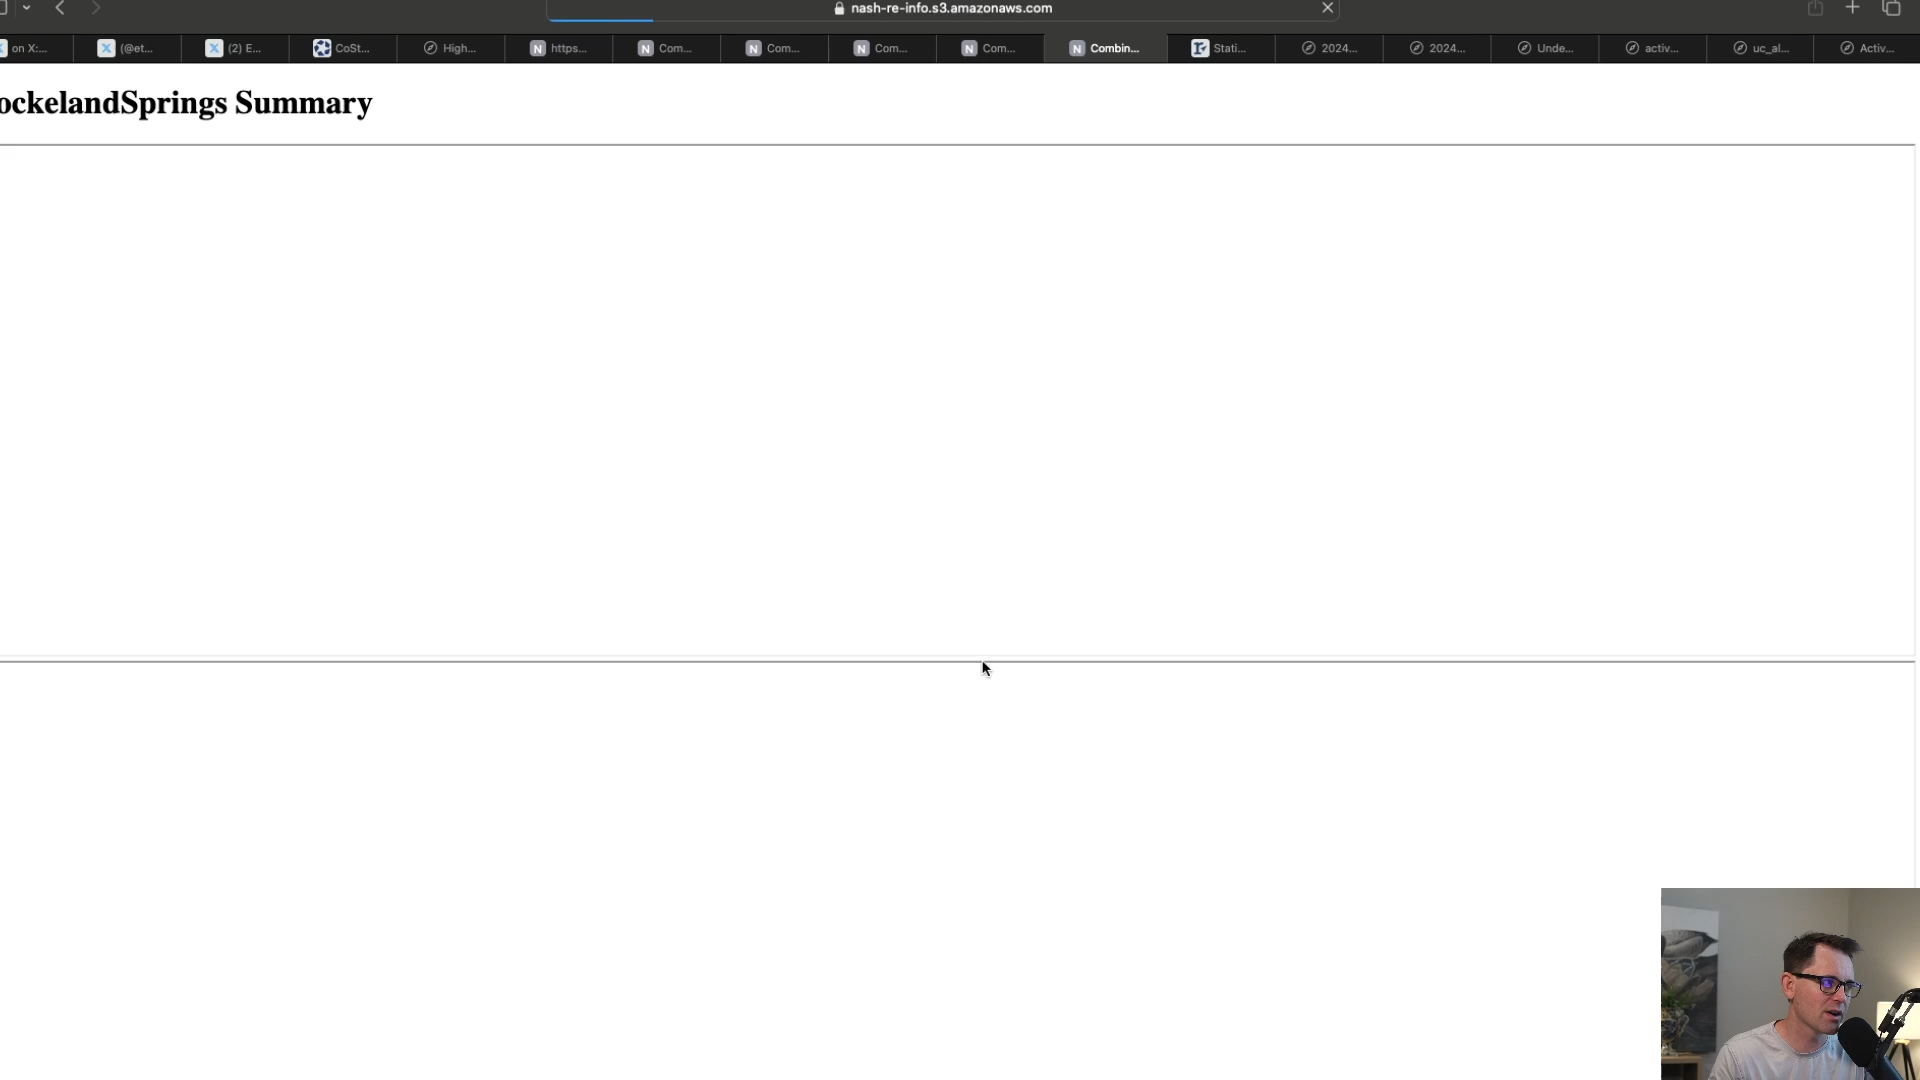 nash-re-info.s3.amazonaws.com
on X:...
(@et...
(2) E...
CoSt...
High...
N https...
N Com...
N Com...
N Com...
N Com...
N Combin...
Stati...
2024...
2024...
Unde...
activ...
uc_al...
Activ...
ockelandSprings Summary